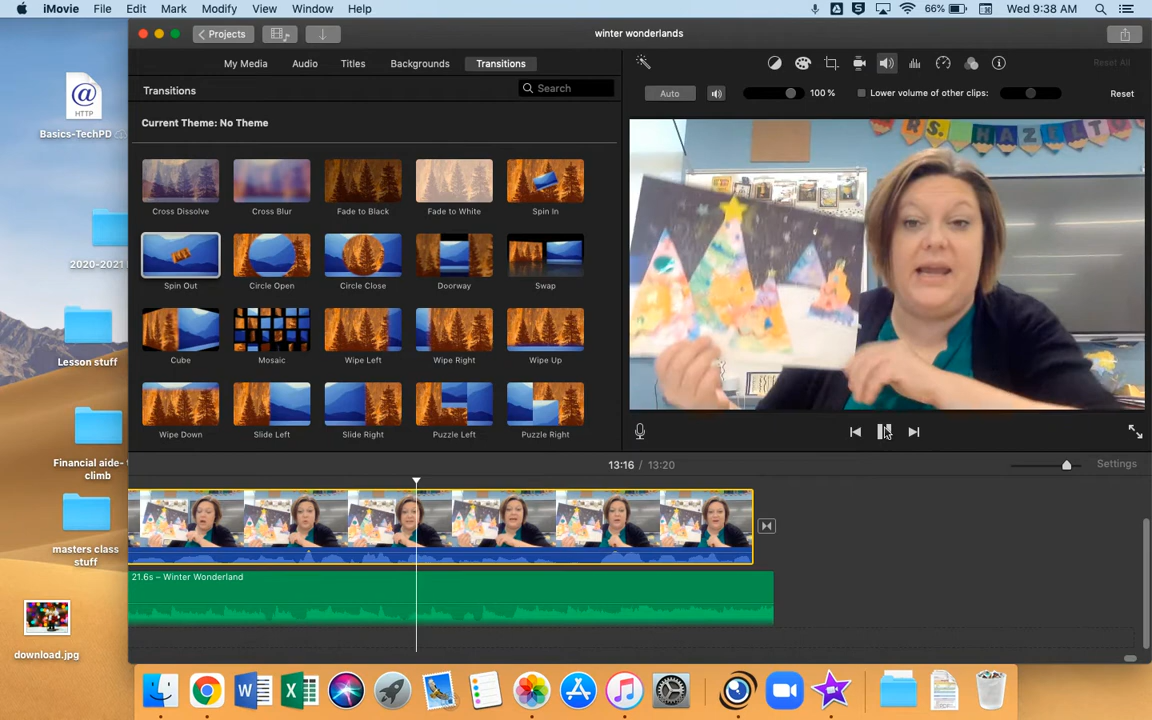 iMovie File Edit Mark Modify View Window Help
66% Wed 9:38 AM
Projects
winter wonderlands
My Media Audio Titles Backgrounds Transitions
Reset All
Transitions
Search
Auto
100 %
Lower volume of other clips:
Reset
Current Theme: No Theme
Cross Dissolve Cross Blur Fade to Black Fade to White Spin In
Spin Out Circle Open Circle Close Doorway Swap
Cube Mosaic Wipe Left Wipe Right Wipe Up
Wipe Down Slide Left Slide Right Puzzle Left Puzzle Right
HTTP
Basics-TechPD
2020-2021
Lesson stuff
Financial aide-
climb
masters class
stuff
download.jpg
RS. HAZELT
13:16 / 13:20
Settings
21.6s – Winter Wonderland